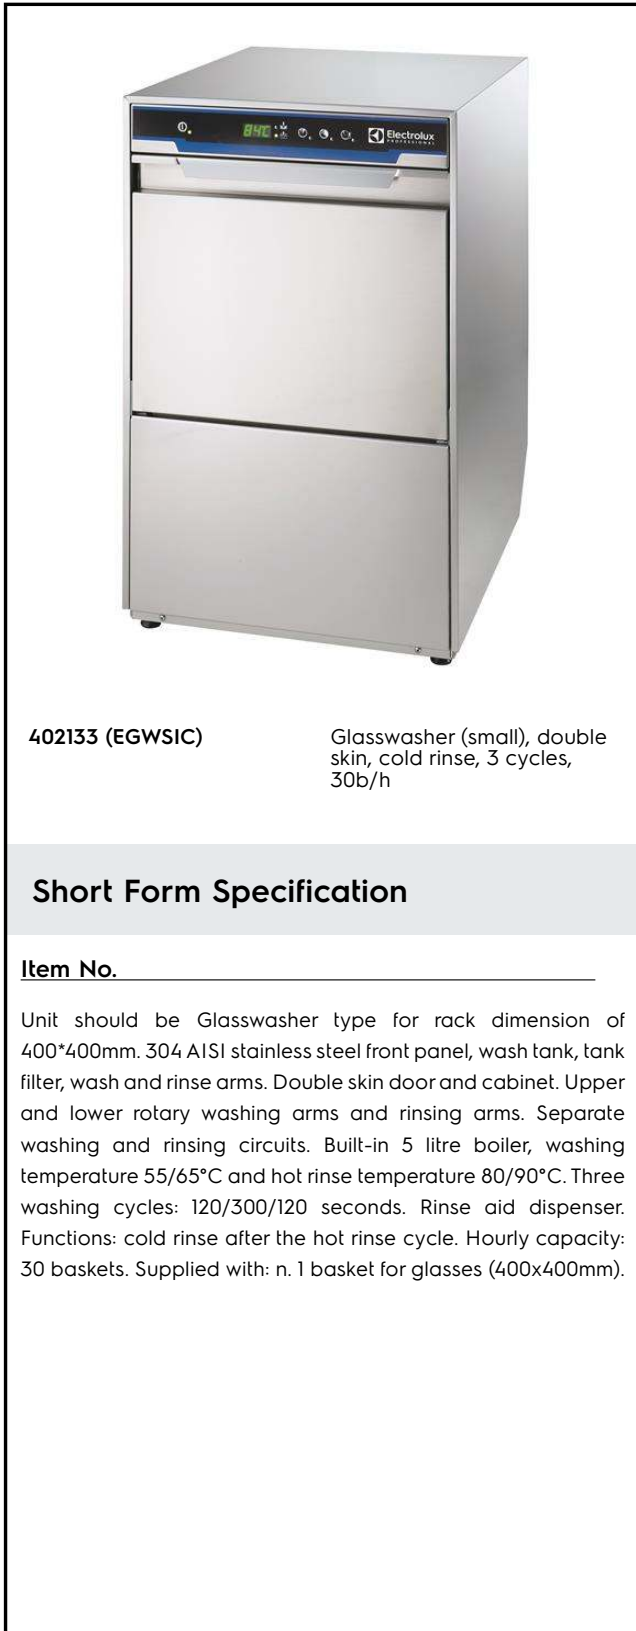 84C
Electrolux
PROFESSIONAL
402133 (EGWSIC)
Glasswasher (small), double
skin, cold rinse, 3 cycles,
30b/h
Short Form Specification
Item No.
Unit should be Glasswasher type for rack dimension of
400*400mm. 304 AISI stainless steel front panel, wash tank, tank
filter, wash and rinse arms. Double skin door and cabinet. Upper
and lower rotary washing arms and rinsing arms. Separate
washing and rinsing circuits. Built-in 5 litre boiler, washing
temperature 55/65°C and hot rinse temperature 80/90°C. Three
washing cycles: 120/300/120 seconds. Rinse aid dispenser.
Functions: cold rinse after the hot rinse cycle. Hourly capacity:
30 baskets. Supplied with: n. 1 basket for glasses (400x400mm).